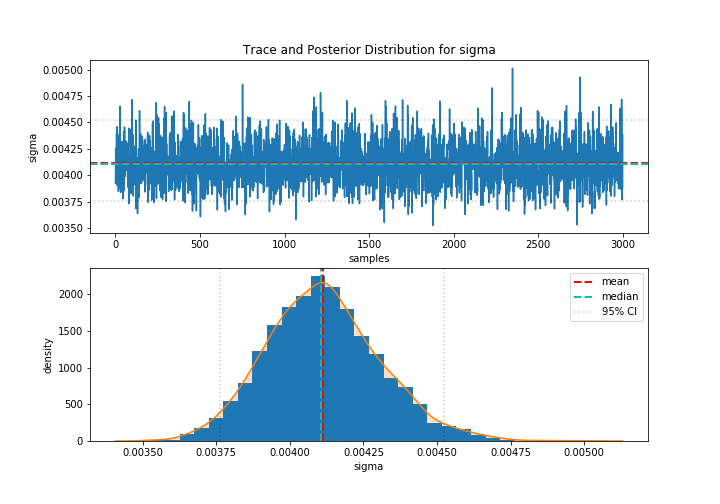 Trace and Posterior Distribution for sigma
0.00500
0.00475
0.00450
0.00425
0.00400
0.00375
0.00350
sigma
0 500 1000 1500 2000 2500 3000
samples
mean
median
95% CI
2000
1500
1000
500
0
density
0.00350 0.00375 0.00400 0.00425 0.00450 0.00475 0.00500
sigma